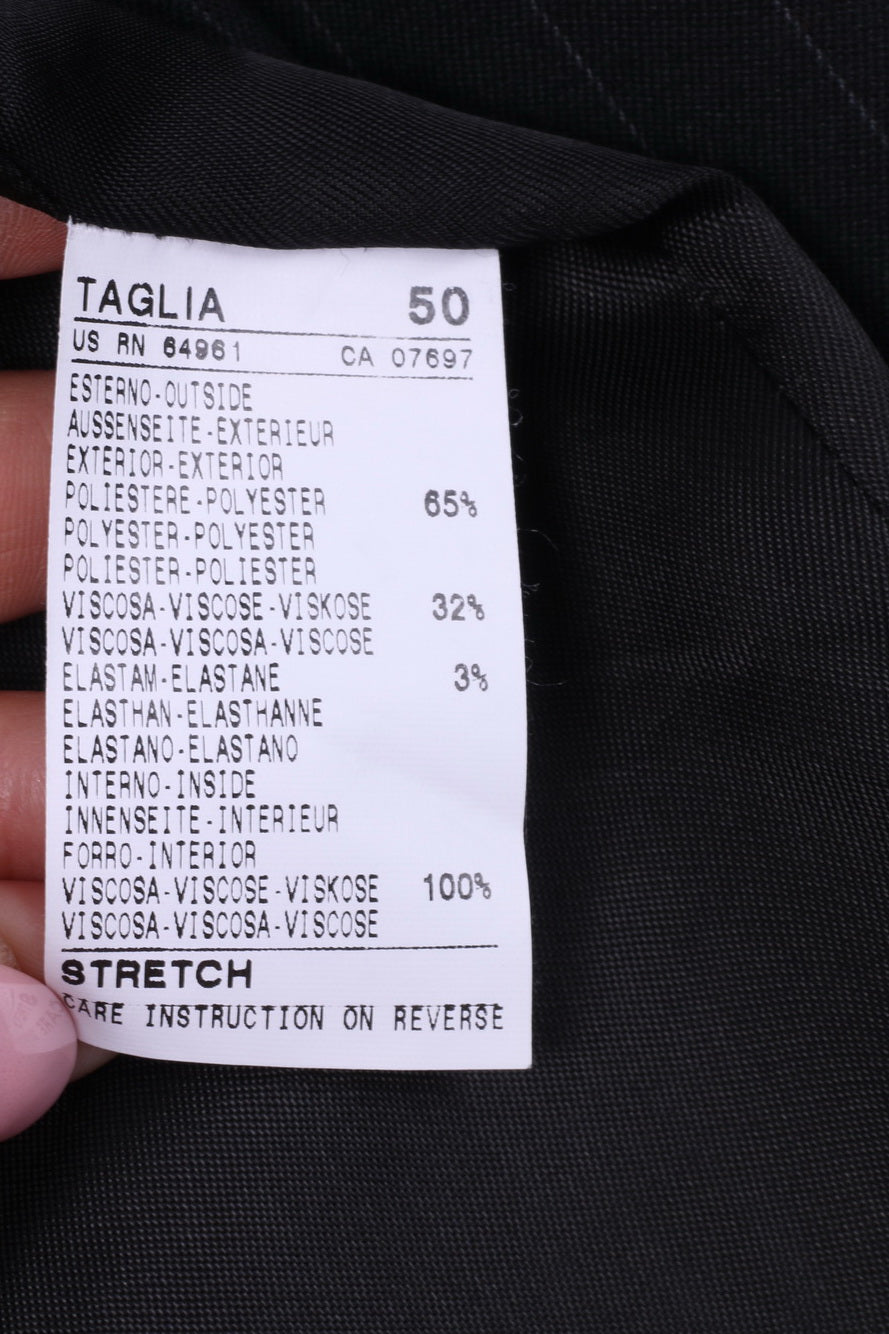 TAGLIA 50
US RN 64961 CA 07697
ESTERNO-OUTSIDE
AUSSENSEITE-EXTERIEUR
EXTERIOR-EXTERIOR
POLIESTERE-POLYESTER 65%
POLYESTER-POLYESTER
POLIESTER-POLIESTER
VISCOSA-VISCOSE-VISKOSE 32%
VISCOSA-VISCOSA-VISCOSE
ELASTAM-ELASTANE 3%
ELASTHAN-ELASTHANNE
ELASTANO-ELASTANO
INTERNO-INSIDE
INNENSEITE-INTERIEUR
FORRO-INTERIOR
VISCOSA-VISCOSE-VISKOSE 100%
VISCOSA-VISCOSA-VISCOSE
STRETCH
CARE INSTRUCTION ON REVERSE